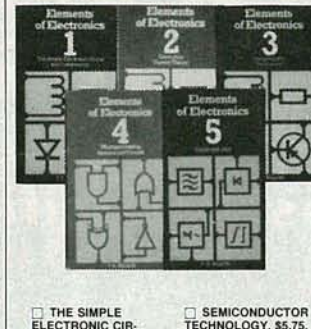 Elements
of Electronics
1
Elements
of Electronics
2
Elements
of Electronics
3
Elements
of Electronics
4
Elements
of Electronics
5
☐ THE SIMPLE
ELECTRONIC CIR-
☐ SEMICONDUCTOR
TECHNOLOGY. $5.75.